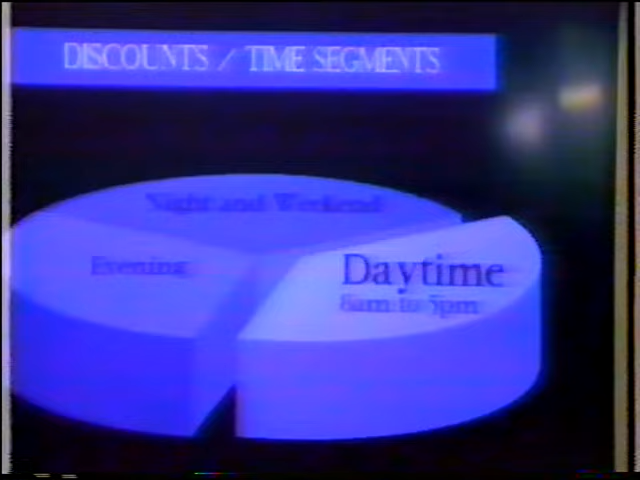 DISCOUNTS / TIME SEGMENTS
Night and Weekend
Evening
Daytime
8am to 5pm